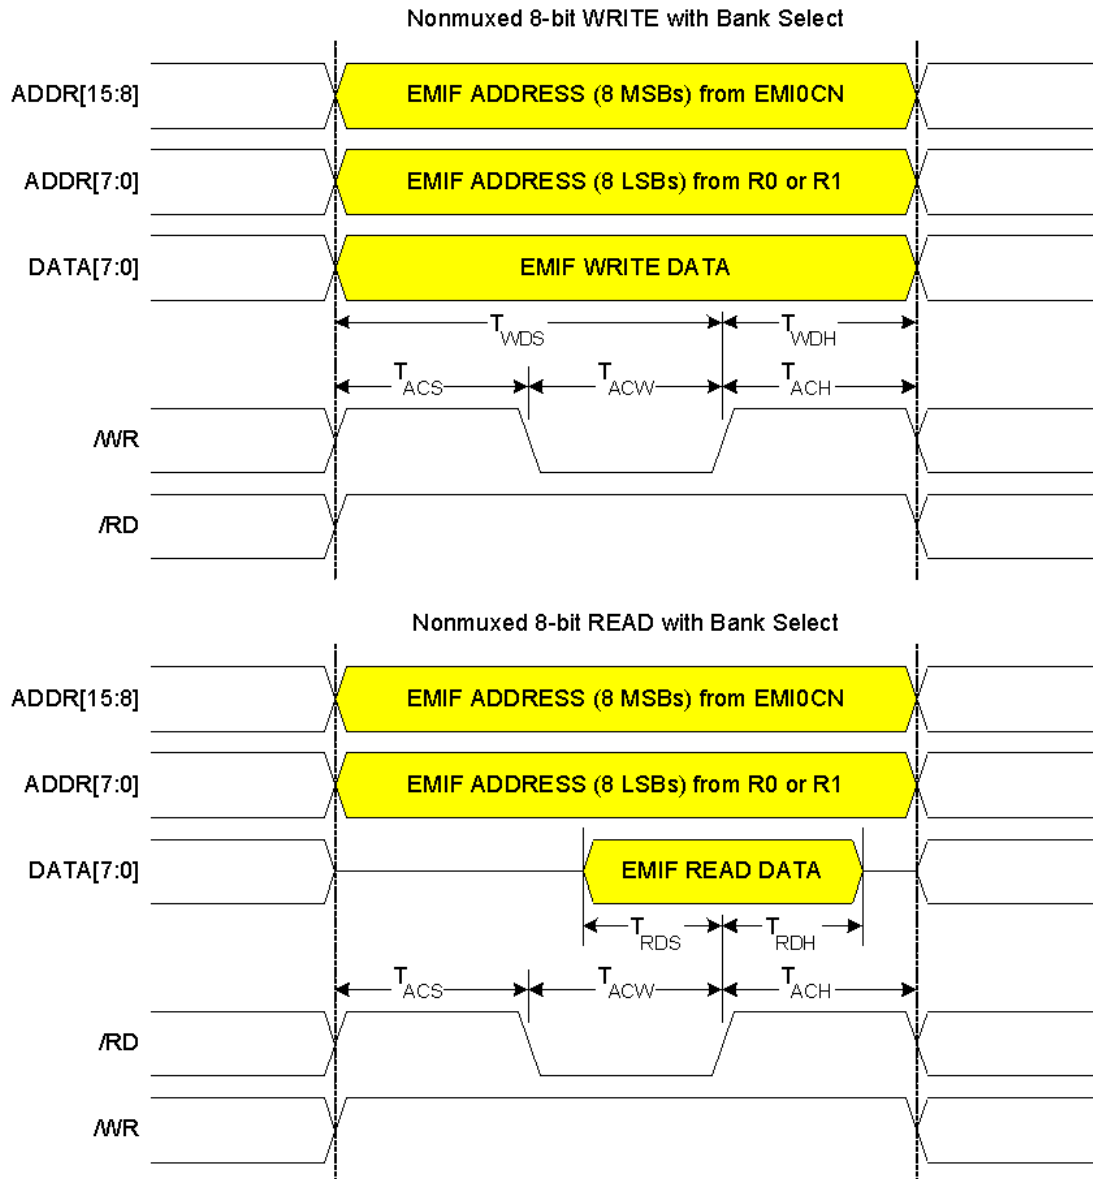 Nonmuxed 8-bit WRITE with Bank Select
ADDR[15:8] EMIF ADDRESS (8 MSBs) from EMI0CN
ADDR[7:0] EMIF ADDRESS (8 LSBs) from R0 or R1
DATA[7:0] EMIF WRITE DATA
TWDS TWDH
TACS TACW TACH
/WR
/RD
Nonmuxed 8-bit READ with Bank Select
ADDR[15:8] EMIF ADDRESS (8 MSBs) from EMI0CN
ADDR[7:0] EMIF ADDRESS (8 LSBs) from R0 or R1
DATA[7:0] EMIF READ DATA
TRDS TRDH
TACS TACW TACH
/RD
/WR